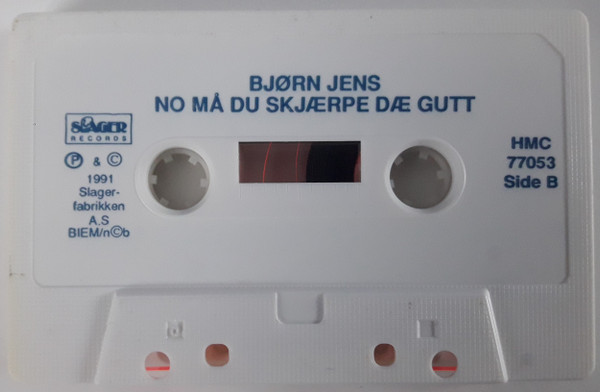 BJØRN JENS
NO MÅ DU SKJÆRPE DÆ GUTT
SLAGER
RECORDS
Ⓟ & ©
1991
Slager-
fabrikken
A.S
BIEM/n©b
HMC
77053
Side B